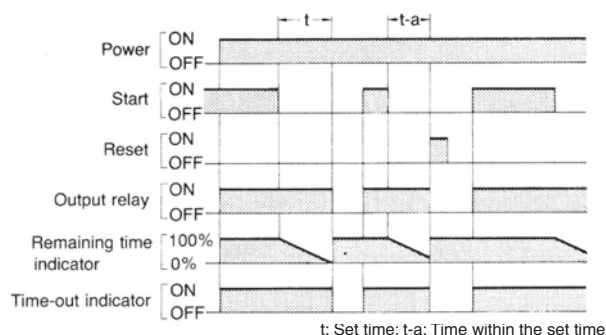 t
t-a
Power ON
OFF
Start ON
OFF
Reset ON
OFF
Output relay ON
OFF
Remaining time indicator 100%
0%
Time-out indicator ON
OFF
t: Set time; t-a: Time within the set time